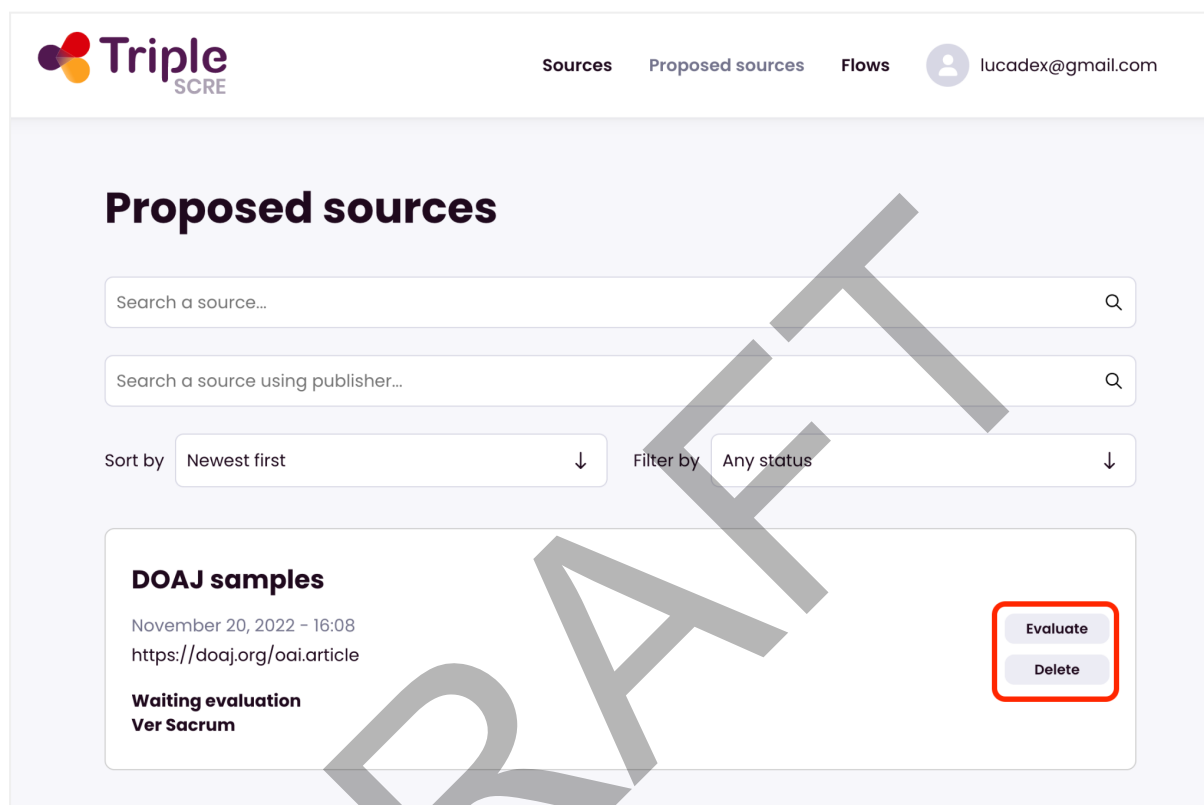 Triple
SCRE
Sources Proposed sources Flows lucadex@gmail.com
Proposed sources
Search a source...
Search a source using publisher...
Sort by Newest first Filter by Any status
DOAJ samples
November 20, 2022 - 16:08
https://doaj.org/oai.article
Waiting evaluation
Ver Sacrum
Evaluate
Delete
RAFT